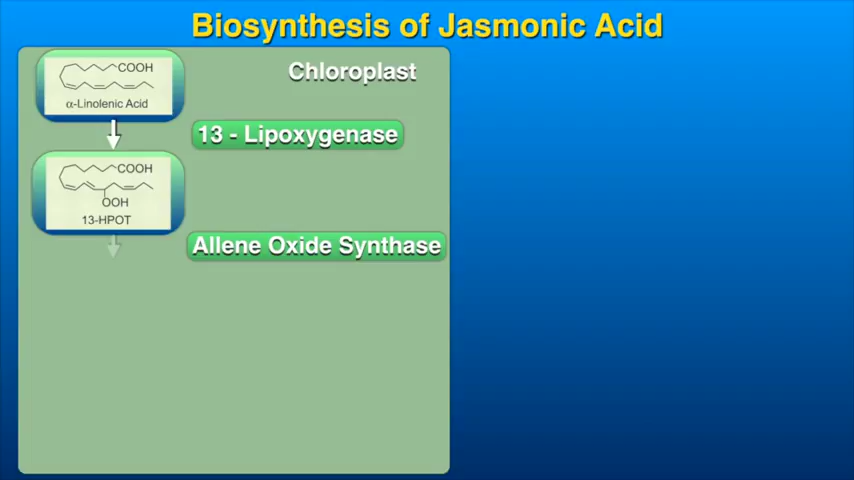 Biosynthesis of Jasmonic Acid
Chloroplast
COOH
α-Linolenic Acid
13 - Lipoxygenase
COOH
OOH
13-HPOT
Allene Oxide Synthase